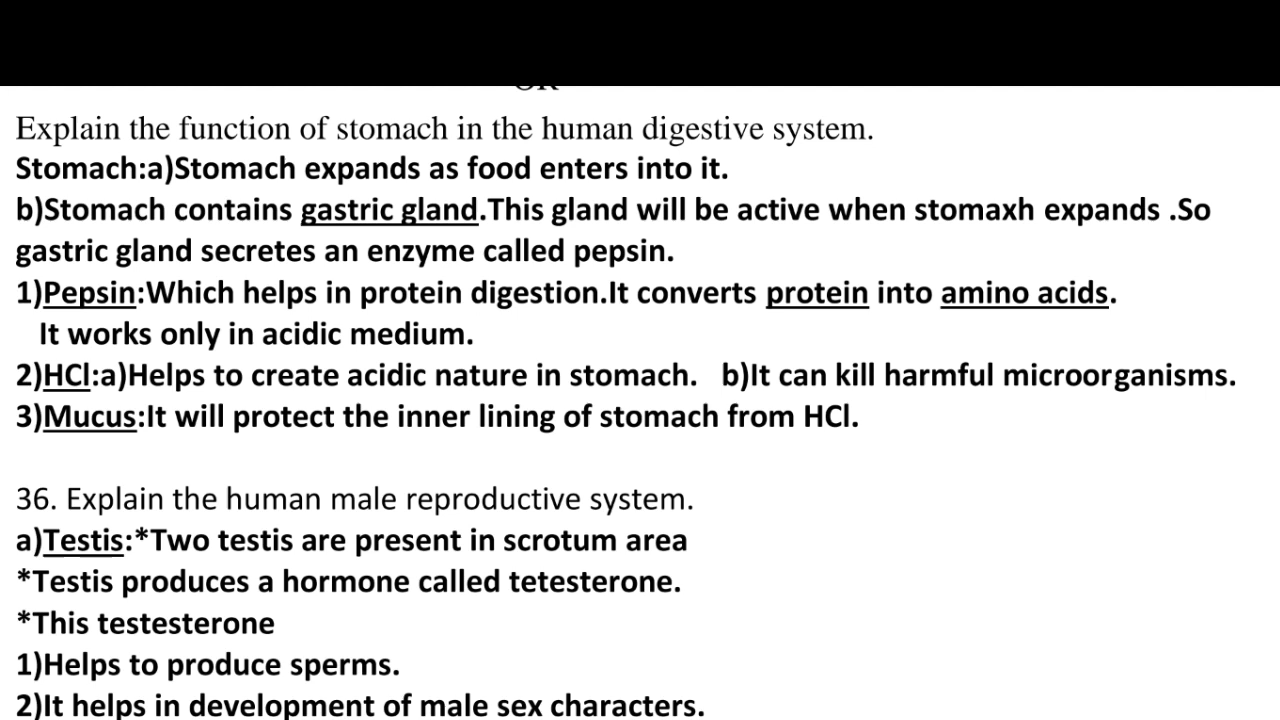 OR
Explain the function of stomach in the human digestive system.
Stomach:a)Stomach expands as food enters into it.
b)Stomach contains gastric gland.This gland will be active when stomaxh expands .So
gastric gland secretes an enzyme called pepsin.
1)Pepsin:Which helps in protein digestion.It converts protein into amino acids.
It works only in acidic medium.
2)HCl:a)Helps to create acidic nature in stomach. b)It can kill harmful microorganisms.
3)Mucus:It will protect the inner lining of stomach from HCl.
36. Explain the human male reproductive system.
a)Testis:*Two testis are present in scrotum area
*Testis produces a hormone called tetesterone.
*This testesterone
1)Helps to produce sperms.
2)It helps in development of male sex characters.